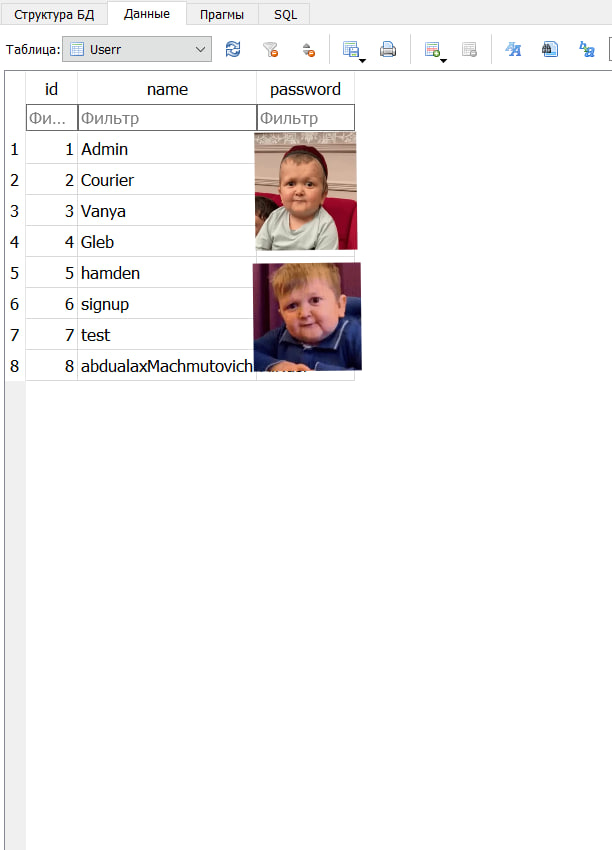 Структура БД Данные Прагмы SQL
Таблица: Userr
id name password
Фи... Фильтр Фильтр
1 1 Admin
2 2 Courier
3 3 Vanya
4 4 Gleb
5 5 hamden
6 6 signup
7 7 test
8 8 abdualaxMachmutovich